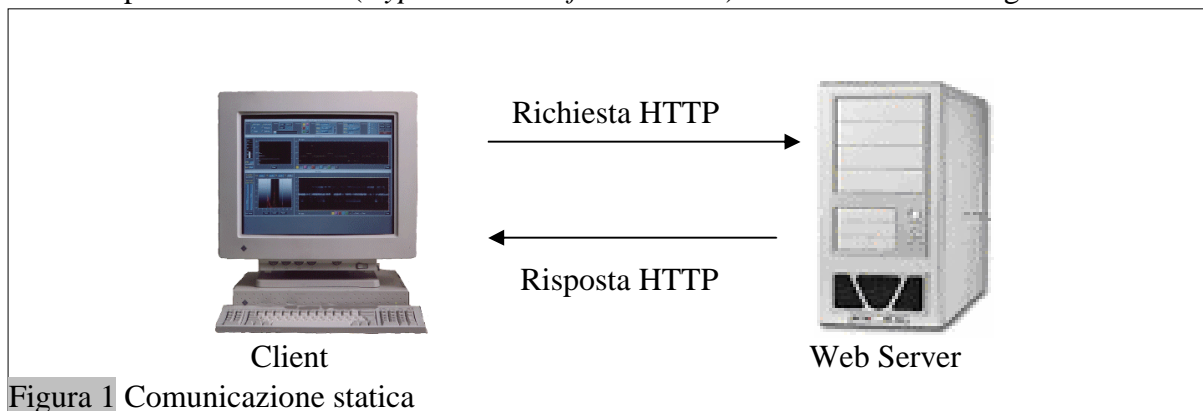 Richiesta HTTP
Risposta HTTP
Client
Web Server
Figura 1 Comunicazione statica